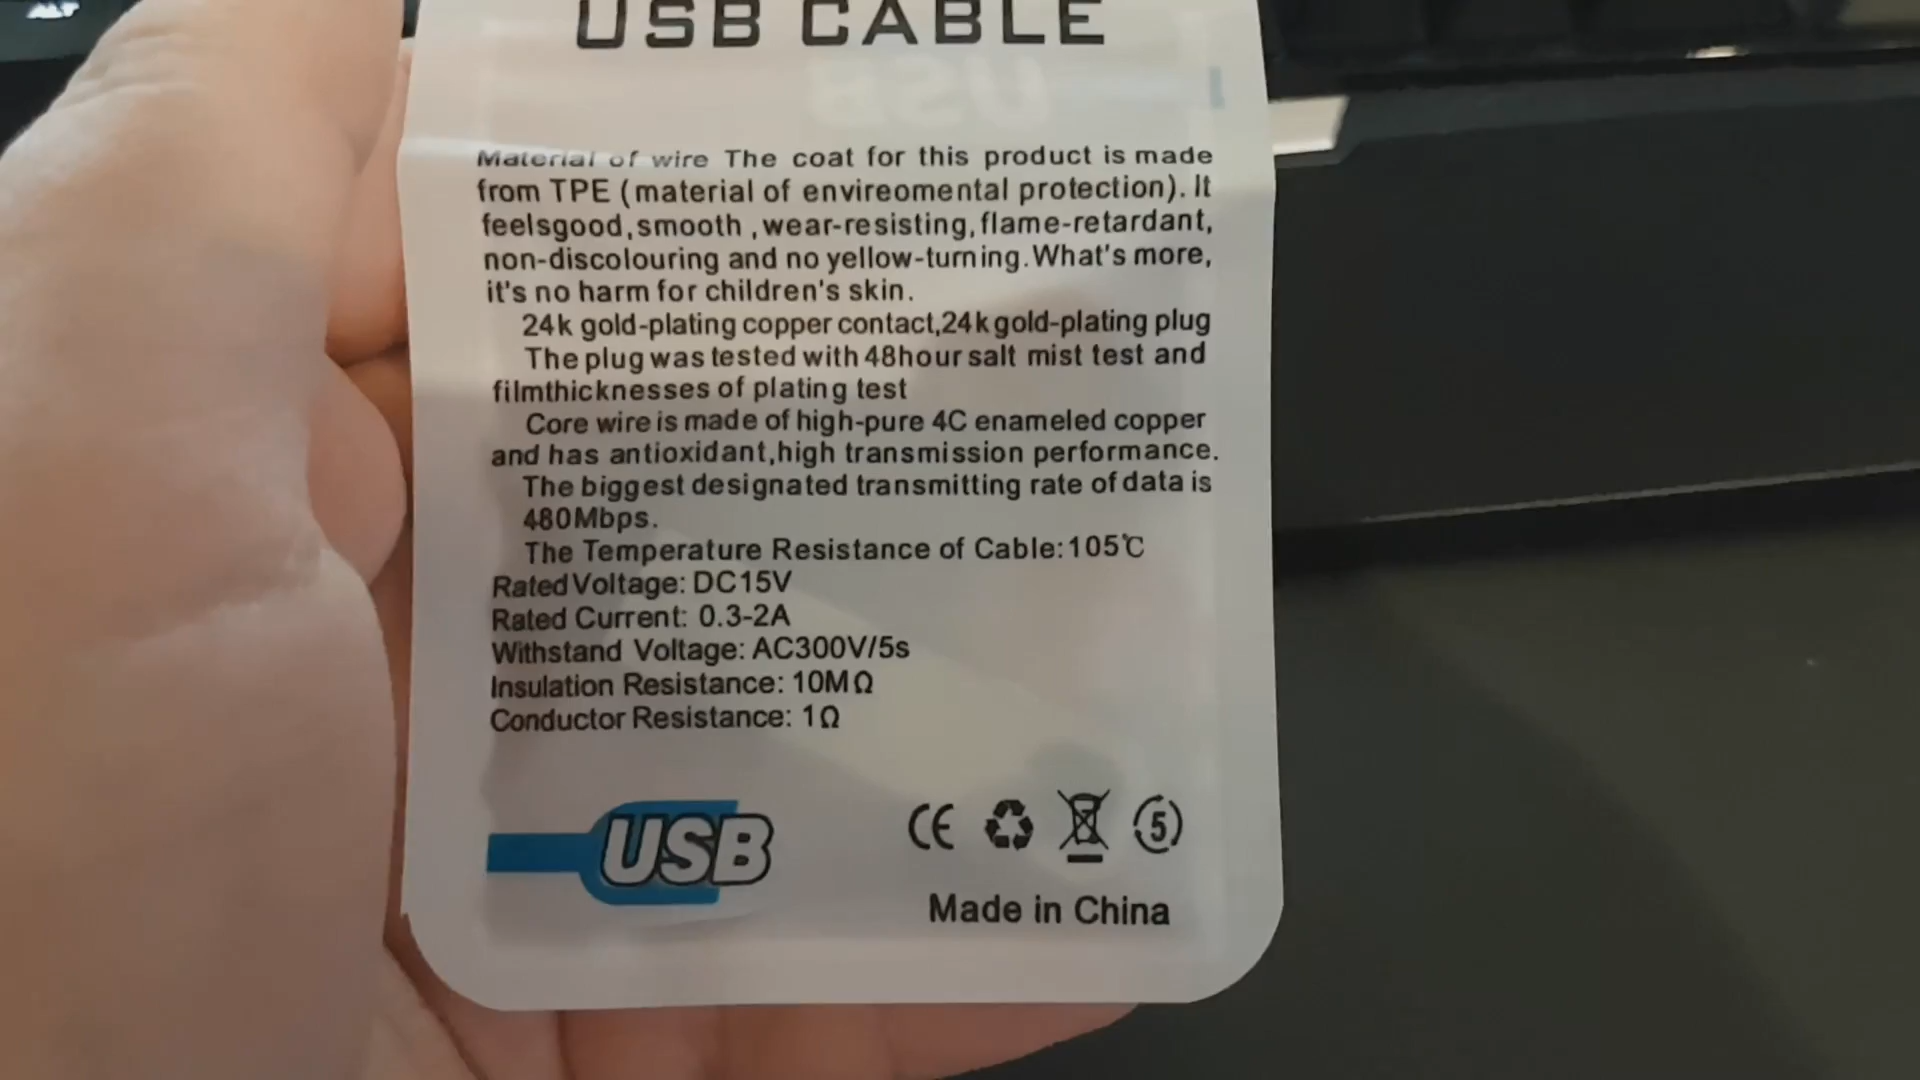 USB CABLE
Material of wire The coat for this product is made
from TPE (material of envireomental protection). It
feelsgood,smooth ,wear-resisting,flame-retardant,
non-discolouring and no yellow-turning.What's more,
it's no harm for children's skin.
24k gold-plating copper contact,24k gold-plating plug
The plug was tested with 48hour salt mist test and
filmthicknesses of plating test
Core wire is made of high-pure 4C enameled copper
and has antioxidant,high transmission performance.
The biggest designated transmitting rate of data is
480Mbps.
The Temperature Resistance of Cable:105℃
Rated Voltage: DC15V
Rated Current: 0.3-2A
Withstand Voltage: AC300V/5s
Insulation Resistance: 10MΩ
Conductor Resistance: 1Ω
USB
CE
5
Made in China